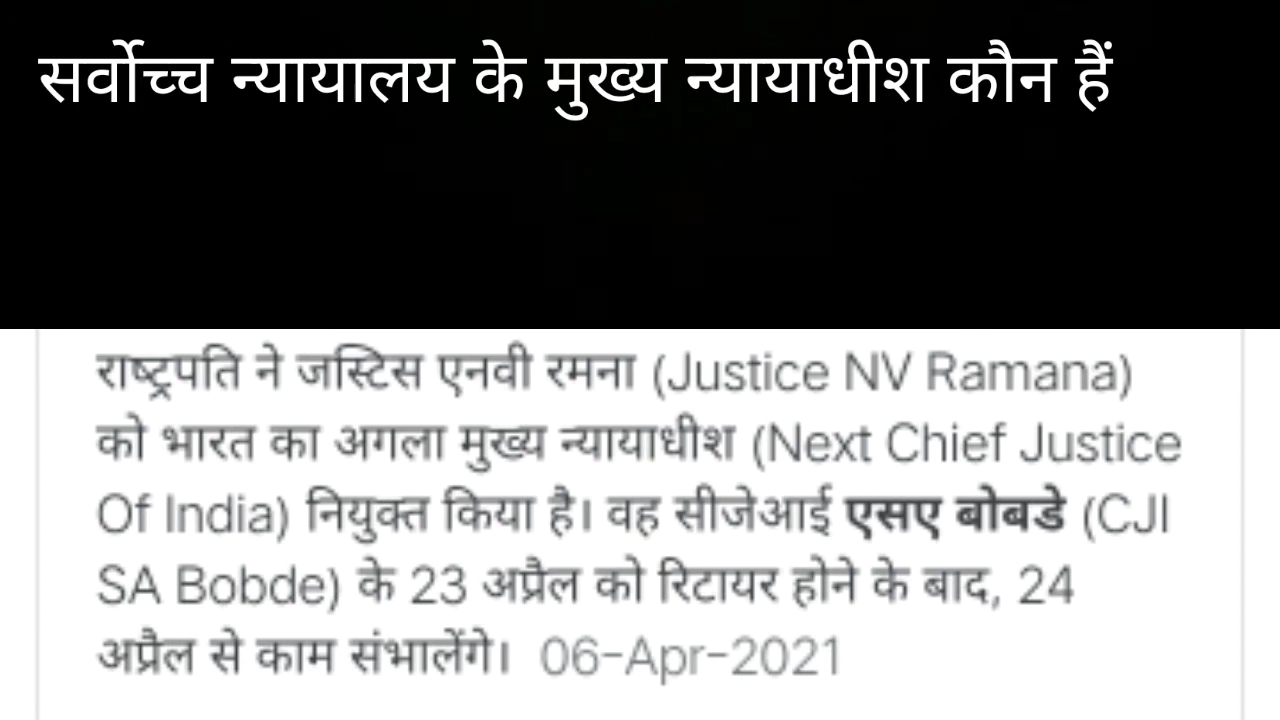 सर्वोच्च न्यायालय के मुख्य न्यायाधीश कौन हैं
राष्ट्रपति ने जस्टिस एनवी रमना (Justice NV Ramana)
को भारत का अगला मुख्य न्यायाधीश (Next Chief Justice
Of India) नियुक्त किया है। वह सीजेआई एसए बोबडे (CJI
SA Bobde) के 23 अप्रैल को रिटायर होने के बाद, 24
अप्रैल से काम संभालेंगे। 06-Apr-2021